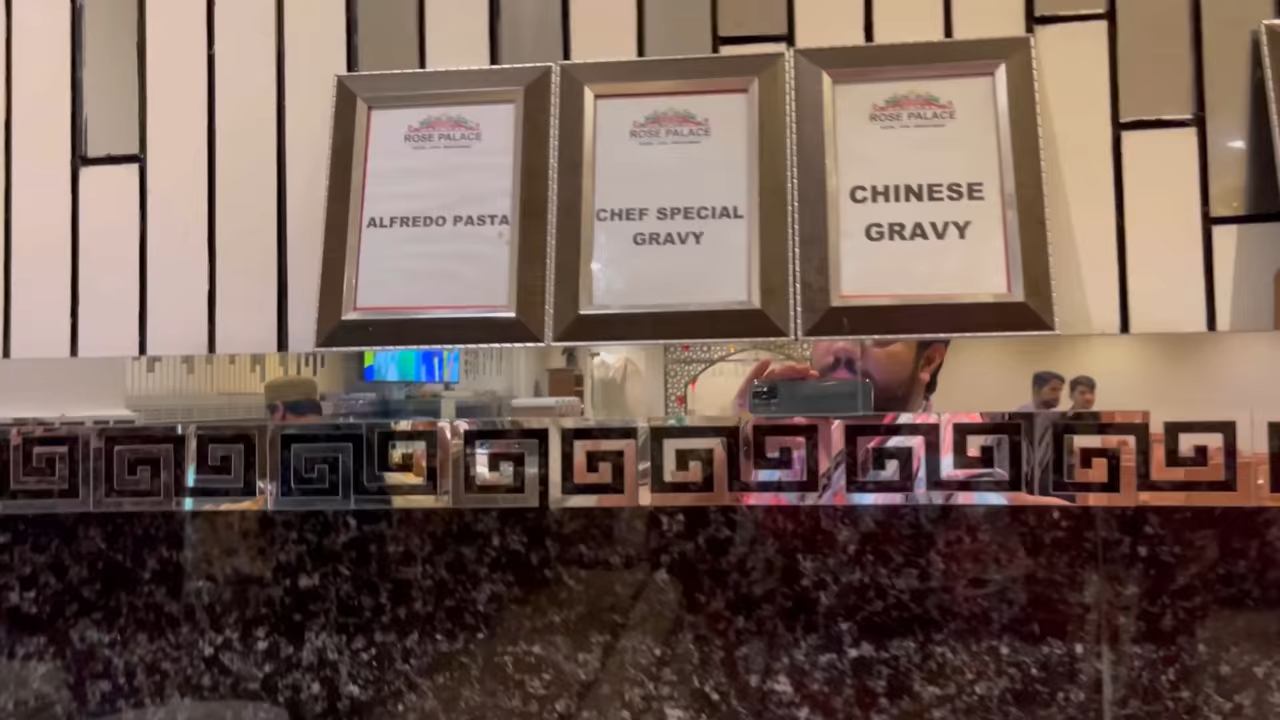 ROSE PALACE
ALFREDO PASTA
ROSE PALACE
CHEF SPECIAL
GRAVY
ROSE PALACE
CHINESE
GRAVY